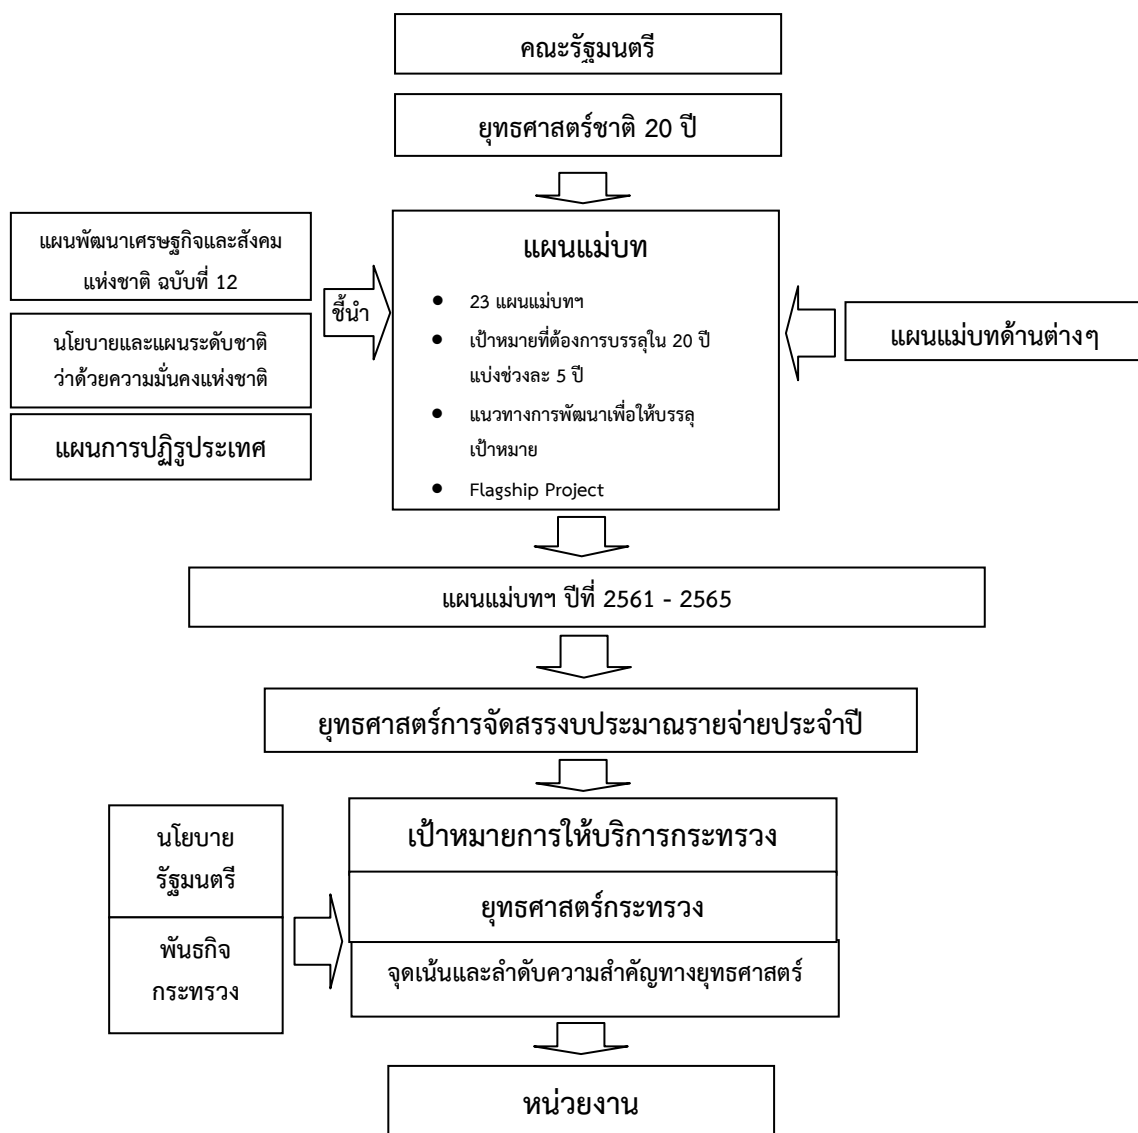 คณะรัฐมนตรี
ยุทธศาสตร์ชาติ 20 ปี
แผนพัฒนาเศรษฐกิจและสังคม
แห่งชาติ ฉบับที่ 12
นโยบายและแผนระดับชาติ
ว่าด้วยความมั่นคงแห่งชาติ
แผนการปฏิรูประเทศ
ชี้นำ
แผนแม่บท
● 23 แผนแม่บทฯ
● เป้าหมายที่ต้องการบรรลุใน 20 ปี
แบ่งช่วงละ 5 ปี
● แนวทางการพัฒนาเพื่อให้บรรลุ
เป้าหมาย
● Flagship Project
แผนแม่บทด้านต่างๆ
แผนแม่บทฯ ปีที่ 2561 - 2565
ยุทธศาสตร์การจัดสรรงบประมาณรายจ่ายประจำปี
นโยบาย
รัฐมนตรี
พันธกิจ
กระทรวง
เป้าหมายการให้บริการกระทรวง
ยุทธศาสตร์กระทรวง
จุดเน้นและลำดับความสำคัญทางยุทธศาสตร์
หน่วยงาน